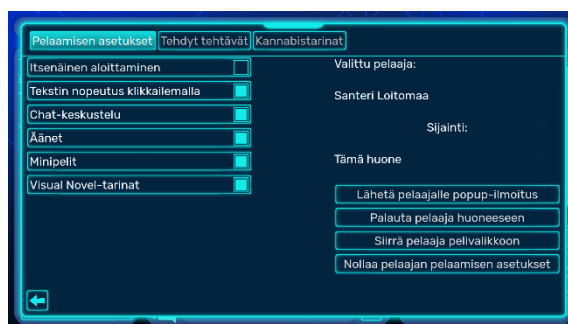 Pelaamisen asetukset Tehdyt tehtävät Kannabistarinat
Itsenäinen aloittaminen
Tekstin nopeutus klikkailemalla
Chat-keskustelu
Äänet
Minipelit
Visual Novel-tarinat
Valittu pelaaja:
Santeri Loitomaa
Sijainti:
Tämä huone
Lähetä pelaajalle popup-ilmoitus
Palauta pelaaja huoneeseen
Siirrä pelaaja pelivalikkoon
Nollaa pelaajan pelaamisen asetukset